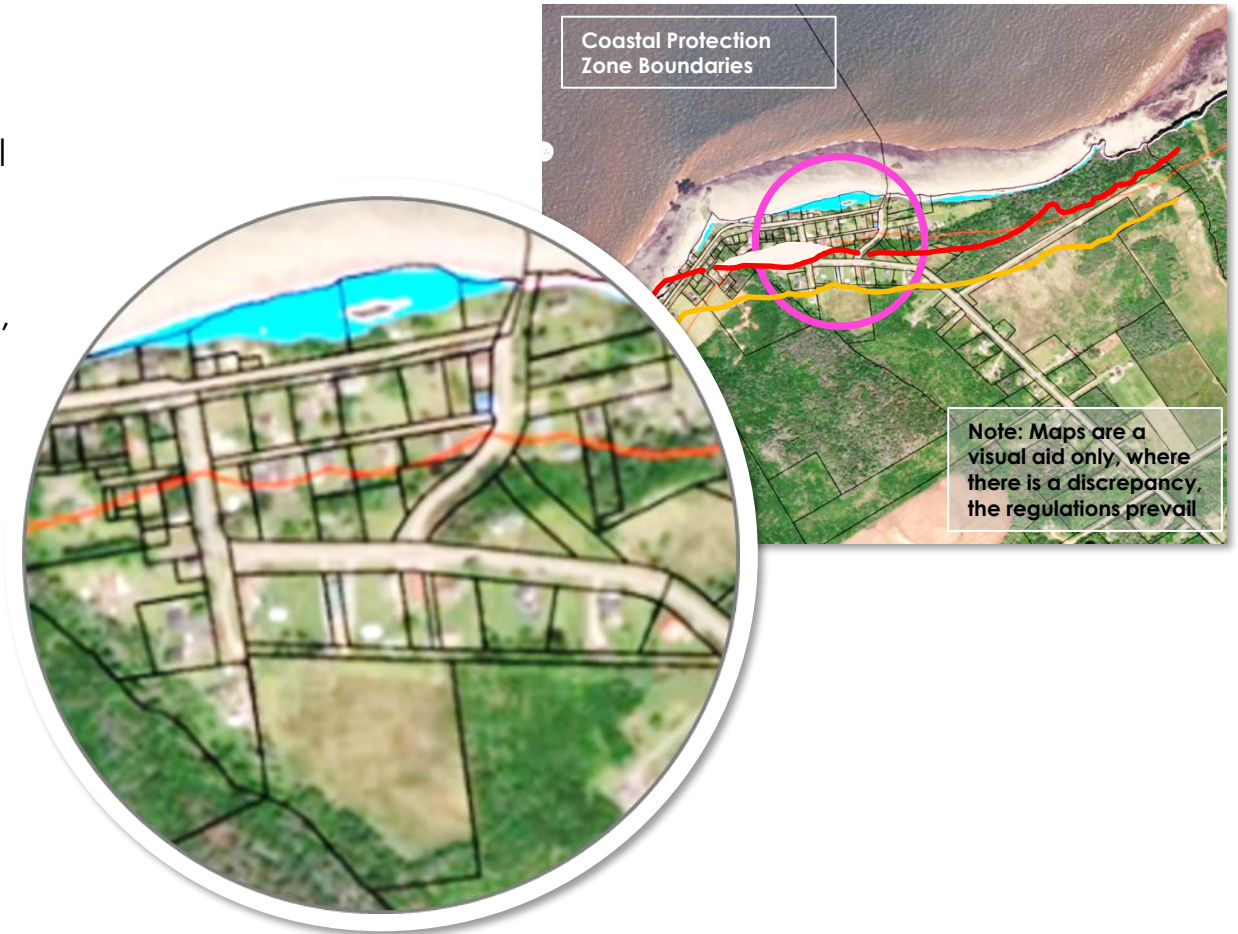 Coastal Protection
Zone Boundaries
Note: Maps are a
visual aid only, where
there is a discrepancy,
the regulations prevail